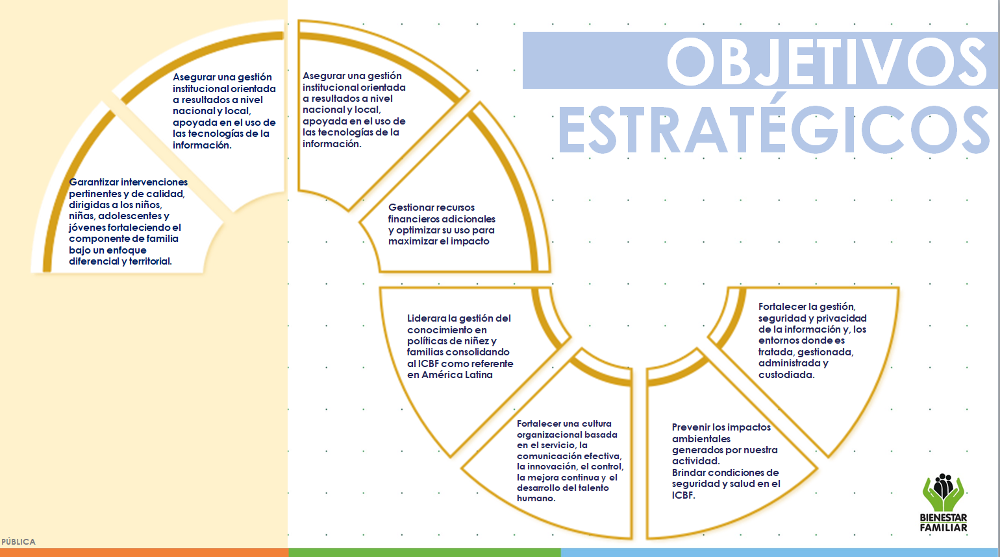 OBJETIVOS
ESTRATÉGICOS
Garantizar intervenciones
pertinentes y de calidad,
dirigidas a los niños,
niñas, adolescentes y
jóvenes fortaleciendo el
componente de familia
bajo un enfoque
diferencial y territorial.
Asegurar una gestión
institucional orientada
a resultados a nivel
nacional y local,
apoyada en el uso de
las tecnologías de la
información.
Asegurar una gestión
institucional orientada
a resultados a nivel
nacional y local,
apoyada en el uso de
las tecnologías de la
información.
Gestionar recursos
financieros adicionales
y optimizar su uso para
maximizar el impacto
Liderara la gestión del
conocimiento en
políticas de niñez y
familias consolidando
al ICBF como referente
en América Latina
Fortalecer una cultura
organizacional basada
en el servicio, la
comunicación efectiva,
la innovación, el control,
la mejora continua y el
desarrollo del talento
humano.
Prevenir los impactos
ambientales
generados por nuestra
actividad.
Brindar condiciones de
seguridad y salud en el
ICBF.
Fortalecer la gestión,
seguridad y privacidad
de la información y, los
entornos donde es
tratada, gestionada,
administrada y
custodiada.
BIENESTAR
FAMILIAR
PÚBLICA